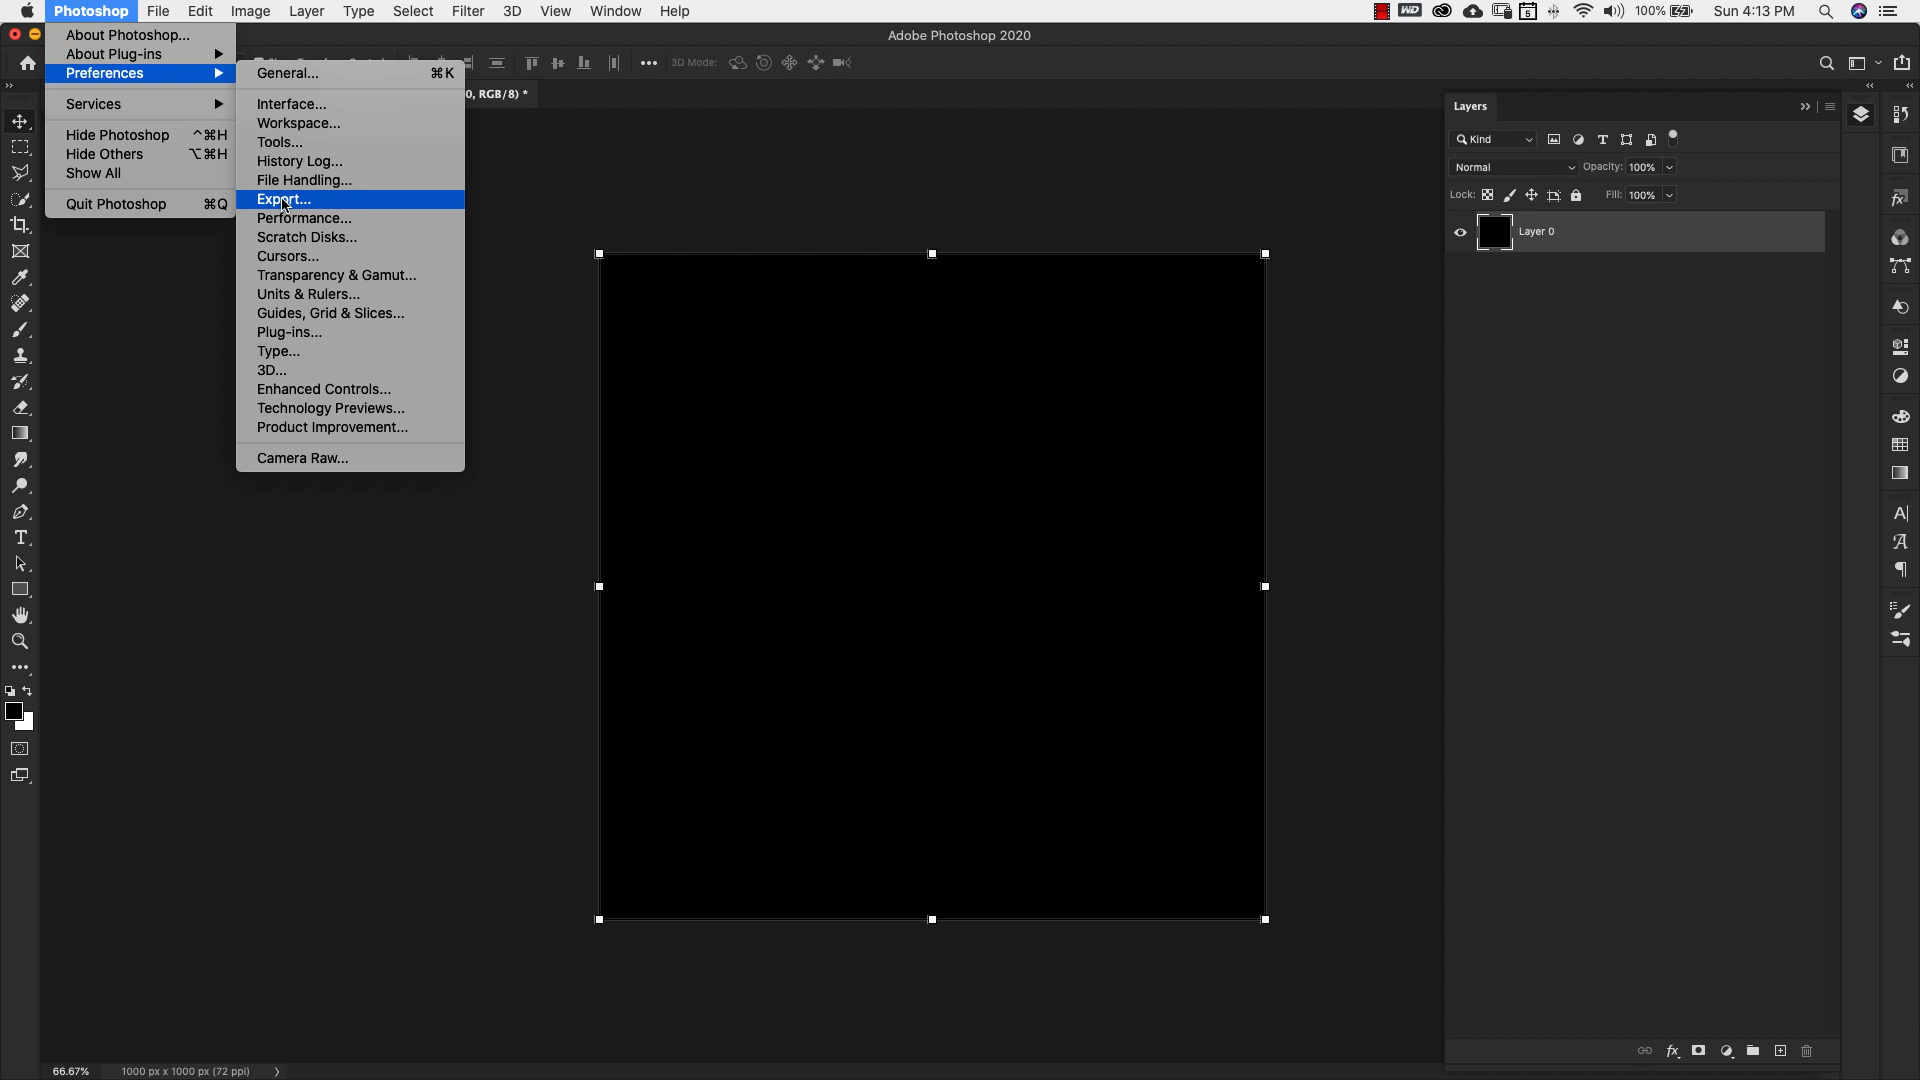 Photoshop File Edit Image Layer Type Select Filter 3D View Window Help
WD 5 100% Sun 4:13 PM
Adobe Photoshop 2020
About Photoshop...
About Plug-ins
Preferences
Services
Hide Photoshop ⌃⌘H
Hide Others ⌥⌘H
Show All
Quit Photoshop ⌘Q
General... ⌘K
Interface...
Workspace...
Tools...
History Log...
File Handling...
Export...
Performance...
Scratch Disks...
Cursors...
Transparency & Gamut...
Units & Rulers...
Guides, Grid & Slices...
Plug-ins...
Type...
3D...
Enhanced Controls...
Technology Previews...
Product Improvement...
Camera Raw...
3D Mode:
0, RGB/8) *
Layers
Kind
Normal Opacity: 100%
Lock: Fill: 100%
Layer 0
66.67% 1000 px x 1000 px (72 ppi)